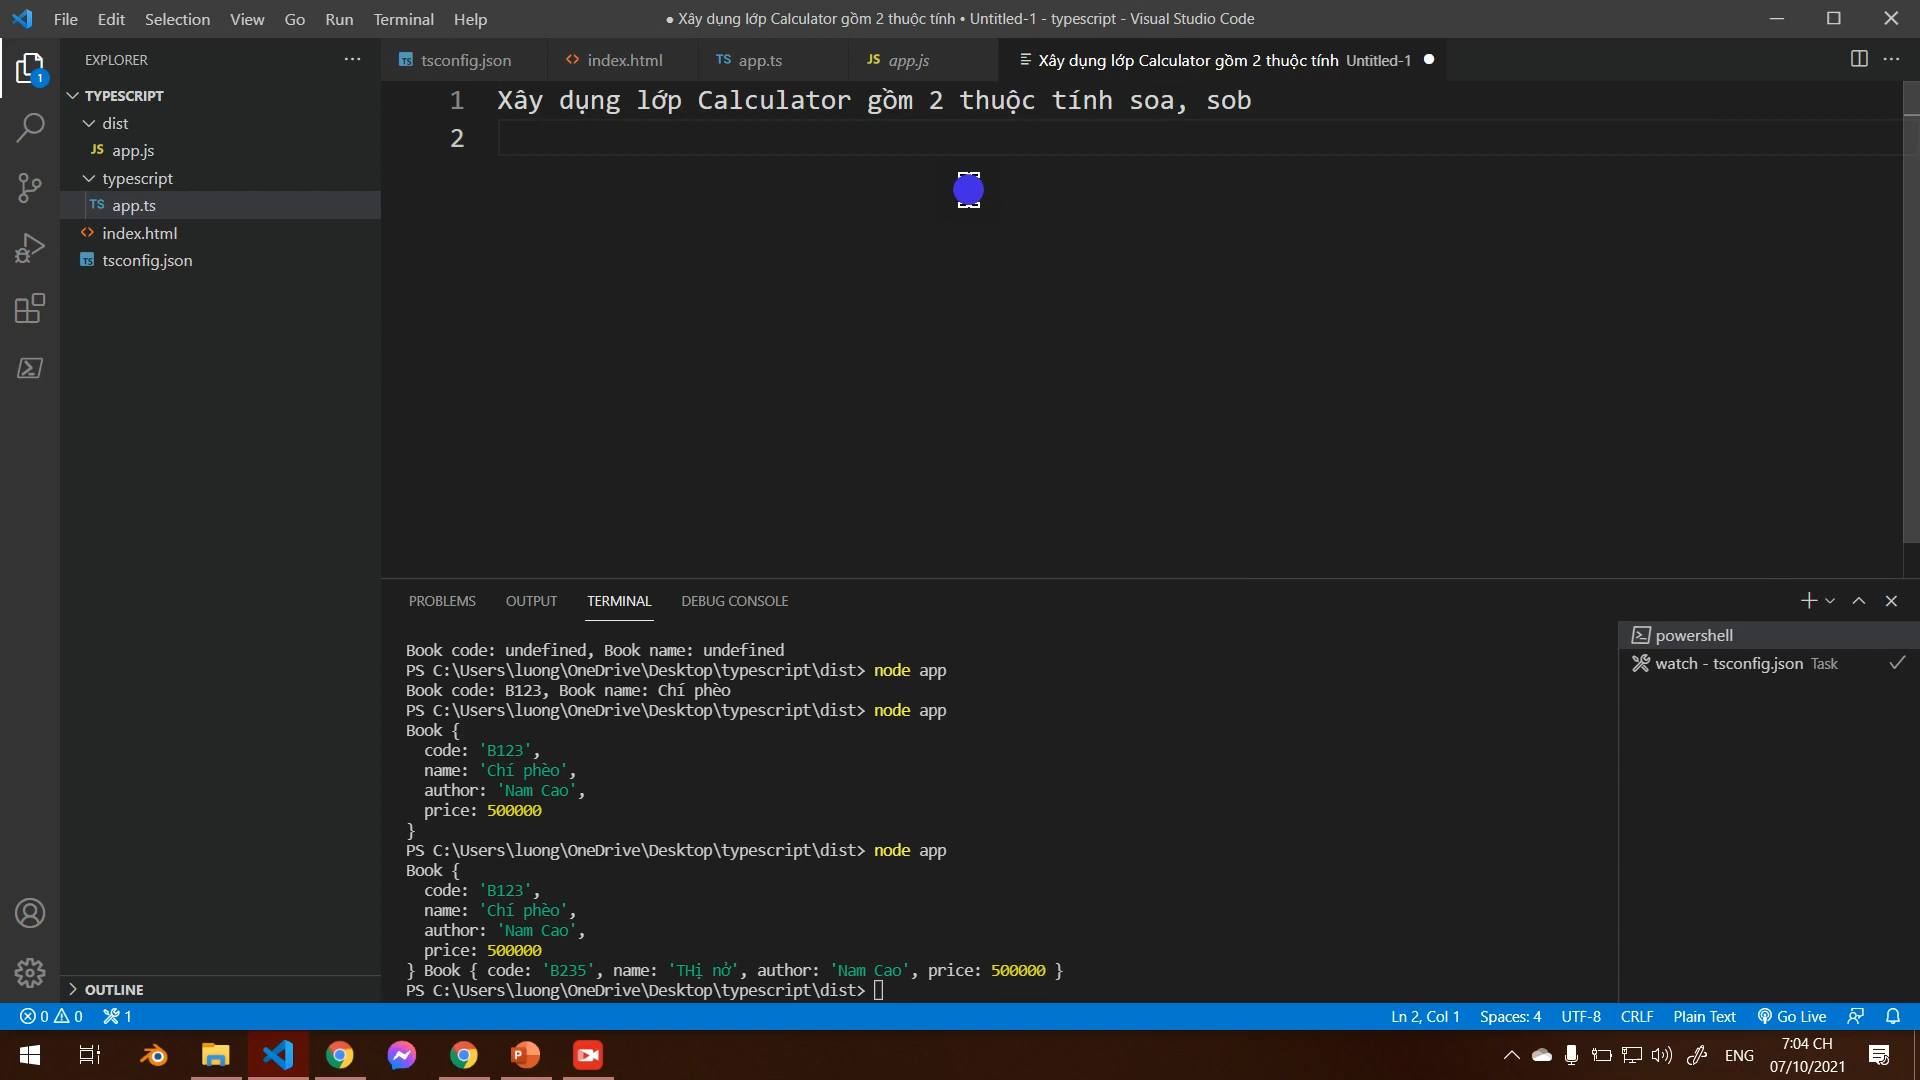 File Edit Selection View Go Run Terminal Help
● Xây dụng lớp Calculator gồm 2 thuộc tính • Untitled-1 - typescript - Visual Studio Code
EXPLORER
TYPESCRIPT
dist
JS app.js
typescript
TS app.ts
index.html
TS tsconfig.json
OUTLINE
1
TS tsconfig.json
<> index.html
TS app.ts
JS app.js
Xây dụng lớp Calculator gồm 2 thuộc tính Untitled-1 ●
1 Xây dụng lớp Calculator gồm 2 thuộc tính soa, sob
2
PROBLEMS OUTPUT TERMINAL DEBUG CONSOLE
Book code: undefined, Book name: undefined
PS C:\Users\luong\OneDrive\Desktop\typescript\dist> node app
Book code: B123, Book name: Chí phèo
PS C:\Users\luong\OneDrive\Desktop\typescript\dist> node app
Book {
code: 'B123',
name: 'Chí phèo',
author: 'Nam Cao',
price: 500000
}
PS C:\Users\luong\OneDrive\Desktop\typescript\dist> node app
Book {
code: 'B123',
name: 'Chí phèo',
author: 'Nam Cao',
price: 500000
} Book { code: 'B235', name: 'THị nở', author: 'Nam Cao', price: 500000 }
PS C:\Users\luong\OneDrive\Desktop\typescript\dist>
powershell
watch - tsconfig.json Task
0 0 1
Ln 2, Col 1 Spaces: 4 UTF-8 CRLF Plain Text Go Live
ENG
7:04 CH
07/10/2021